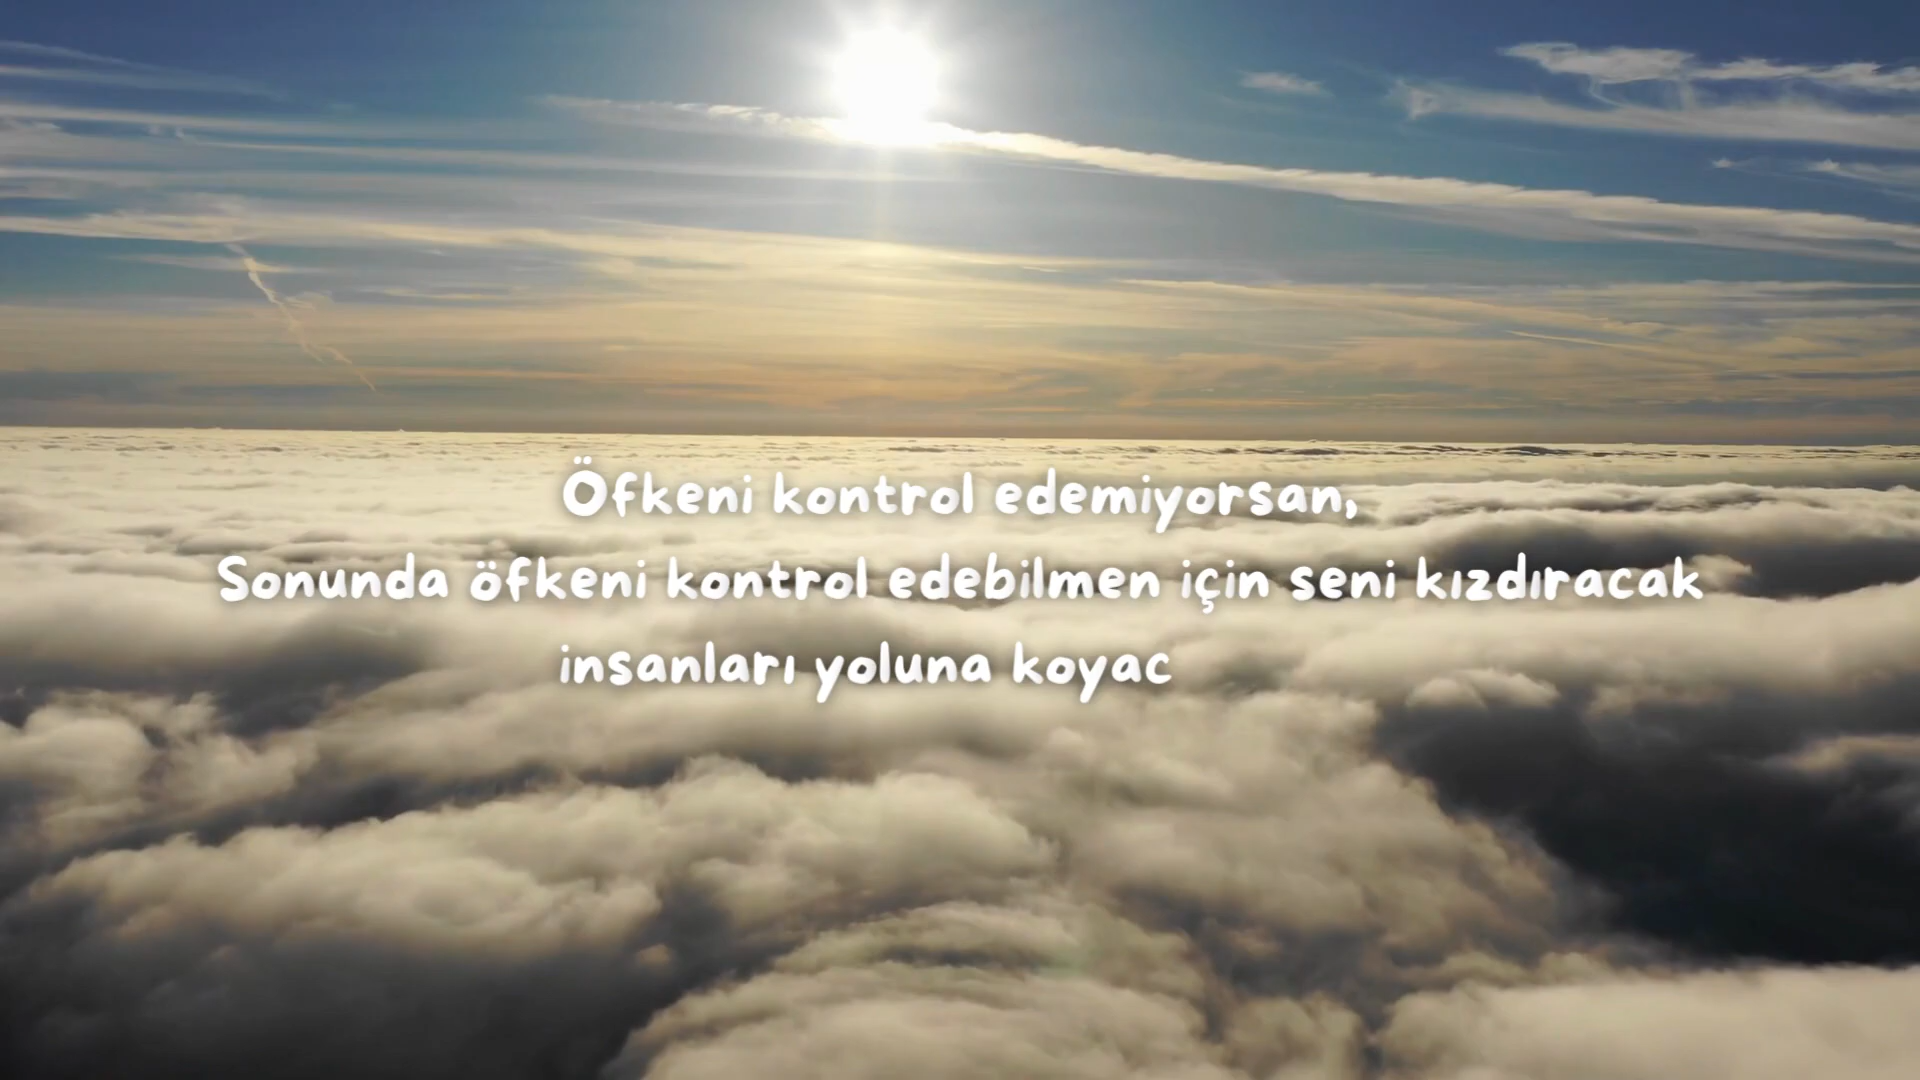 Öfkeni kontrol edemiyorsan,
Sonunda öfkeni kontrol edebilmen için seni kızdıracak
insanları yoluna koyac